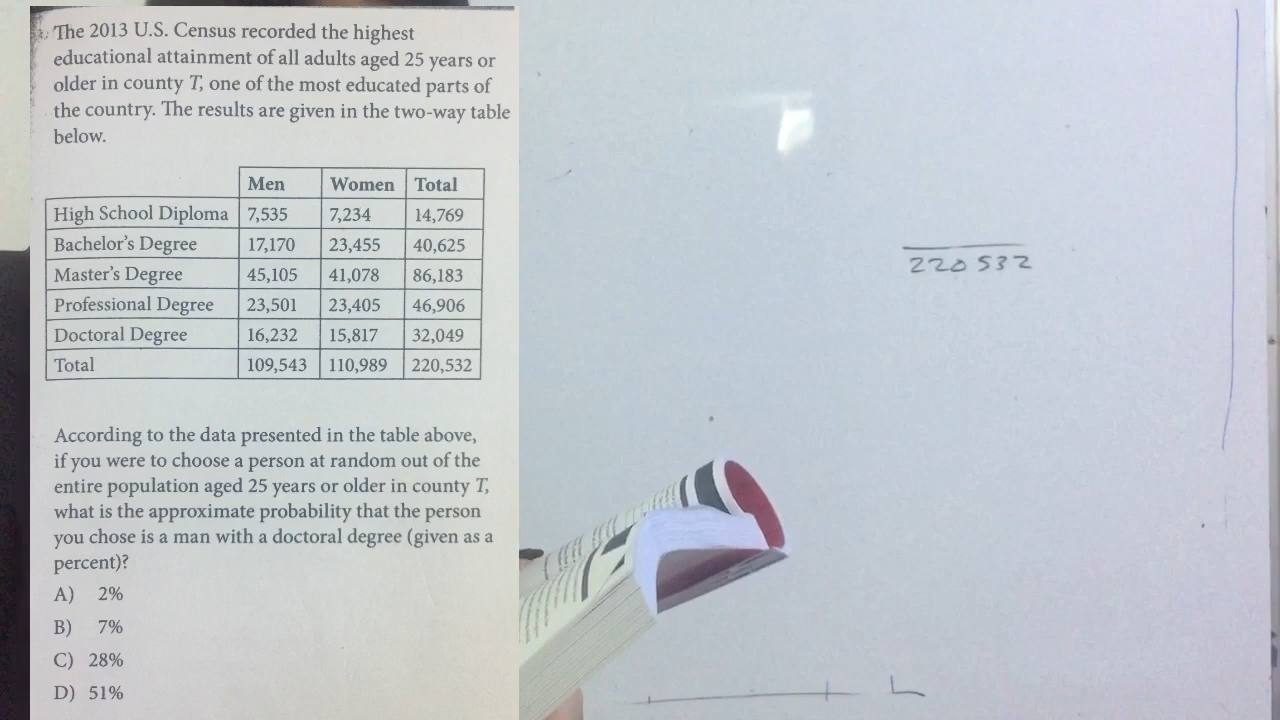 The 2013 U.S. Census recorded the highest
educational attainment of all adults aged 25 years or
older in county T, one of the most educated parts of
the country. The results are given in the two-way table
below.
Men Women Total
High School Diploma 7,535 7,234 14,769
Bachelor's Degree 17,170 23,455 40,625
Master's Degree 45,105 41,078 86,183
Professional Degree 23,501 23,405 46,906
Doctoral Degree 16,232 15,817 32,049
Total 109,543 110,989 220,532
According to the data presented in the table above,
if you were to choose a person at random out of the
entire population aged 25 years or older in county T,
what is the approximate probability that the person
you chose is a man with a doctoral degree (given as a
percent)?
A) 2%
B) 7%
C) 28%
D) 51%
220 532